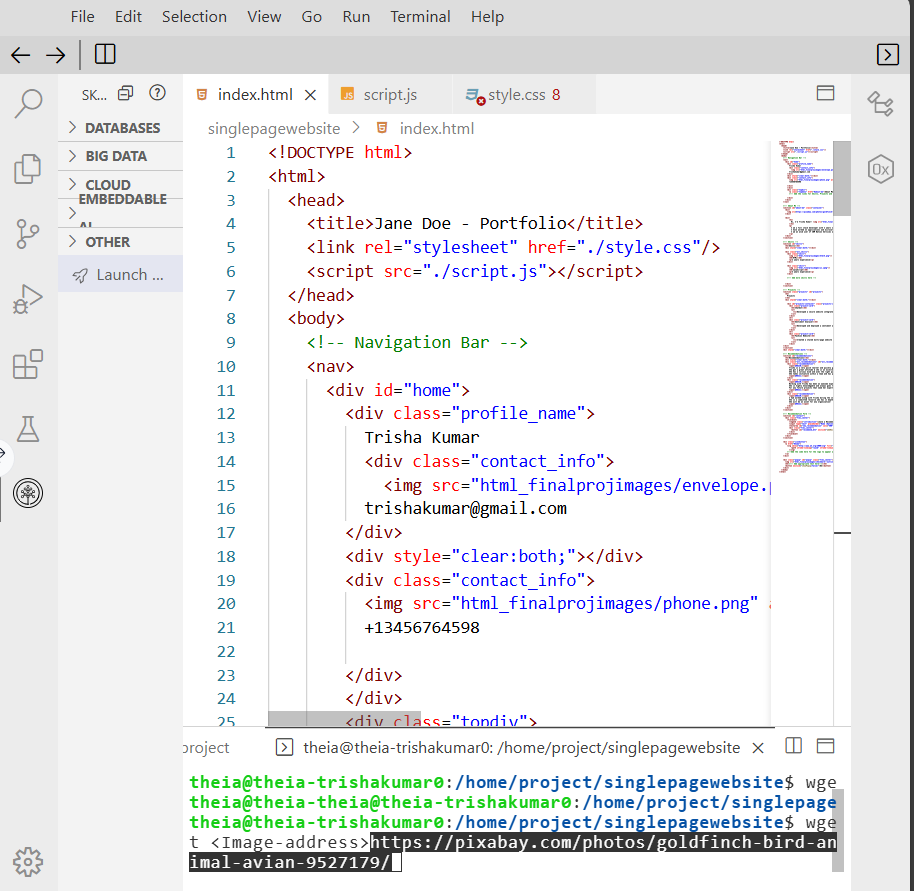 File Edit Selection View Go Run Terminal Help
SK...
DATABASES
BIG DATA
CLOUD
EMBEDDABLE
AI
OTHER
Launch ...
index.html
JS script.js
style.css 8
singlepagewebsite > index.html
1 <!DOCTYPE html>
2 <html>
3 <head>
4 <title>Jane Doe - Portfolio</title>
5 <link rel="stylesheet" href="./style.css"/>
6 <script src="./script.js"></script>
7 </head>
8 <body>
9 <!-- Navigation Bar -->
10 <nav>
11 <div id="home">
12 <div class="profile_name">
13 Trisha Kumar
14 <div class="contact_info">
15 <img src="html_finalprojimages/envelope.p
16 trishakumar@gmail.com
17 </div>
18 <div style="clear:both;"></div>
19 <div class="contact_info">
20 <img src="html_finalprojimages/phone.png" a
21 +13456764598
22
23 </div>
24 </div>
25 <div class="topdiv">
project
theia@theia-trishakumar0: /home/project/singlepagewebsite
theia@theia-trishakumar0:/home/project/singlepagewebsite$ wge
theia@theia-theia@theia-trishakumar0:/home/project/singlepage
theia@theia-trishakumar0:/home/project/singlepagewebsite$ wge
t <Image-address>https://pixabay.com/photos/goldfinch-bird-an
imal-avian-9527179/
0x